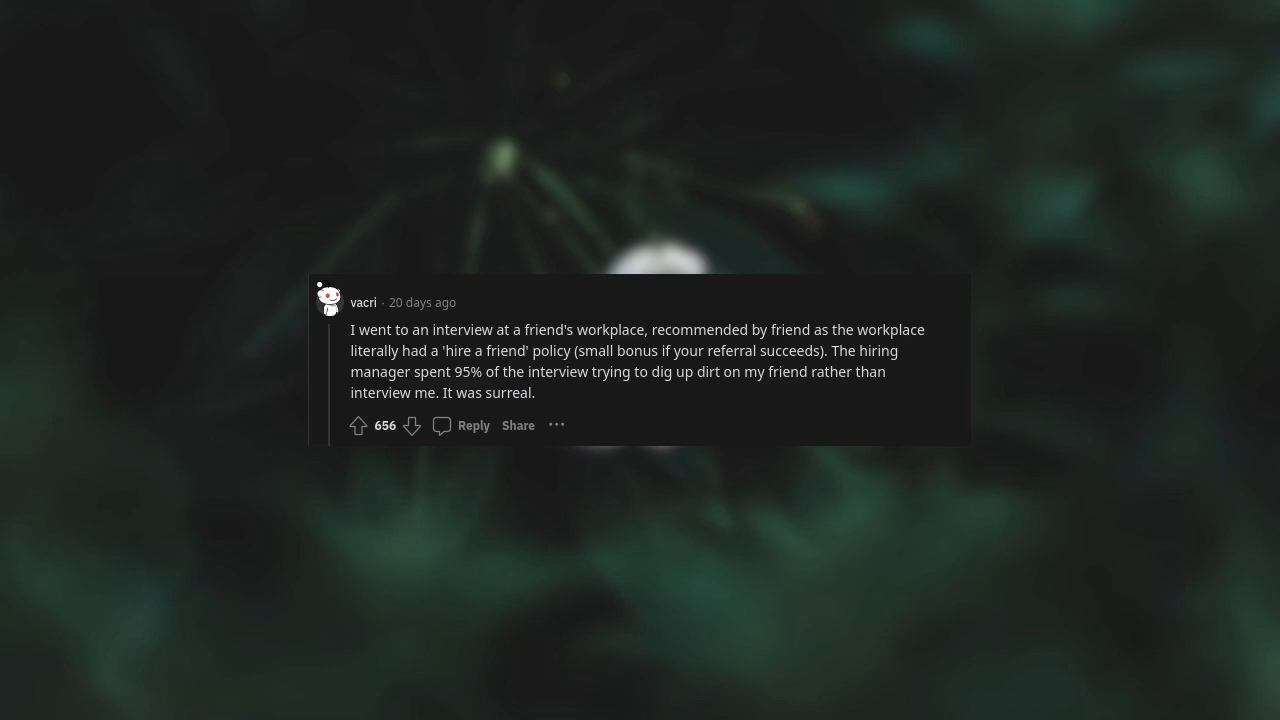 vacri · 20 days ago
I went to an interview at a friend's workplace, recommended by friend as the workplace
literally had a 'hire a friend' policy (small bonus if your referral succeeds). The hiring
manager spent 95% of the interview trying to dig up dirt on my friend rather than
interview me. It was surreal.
656 Reply Share ···